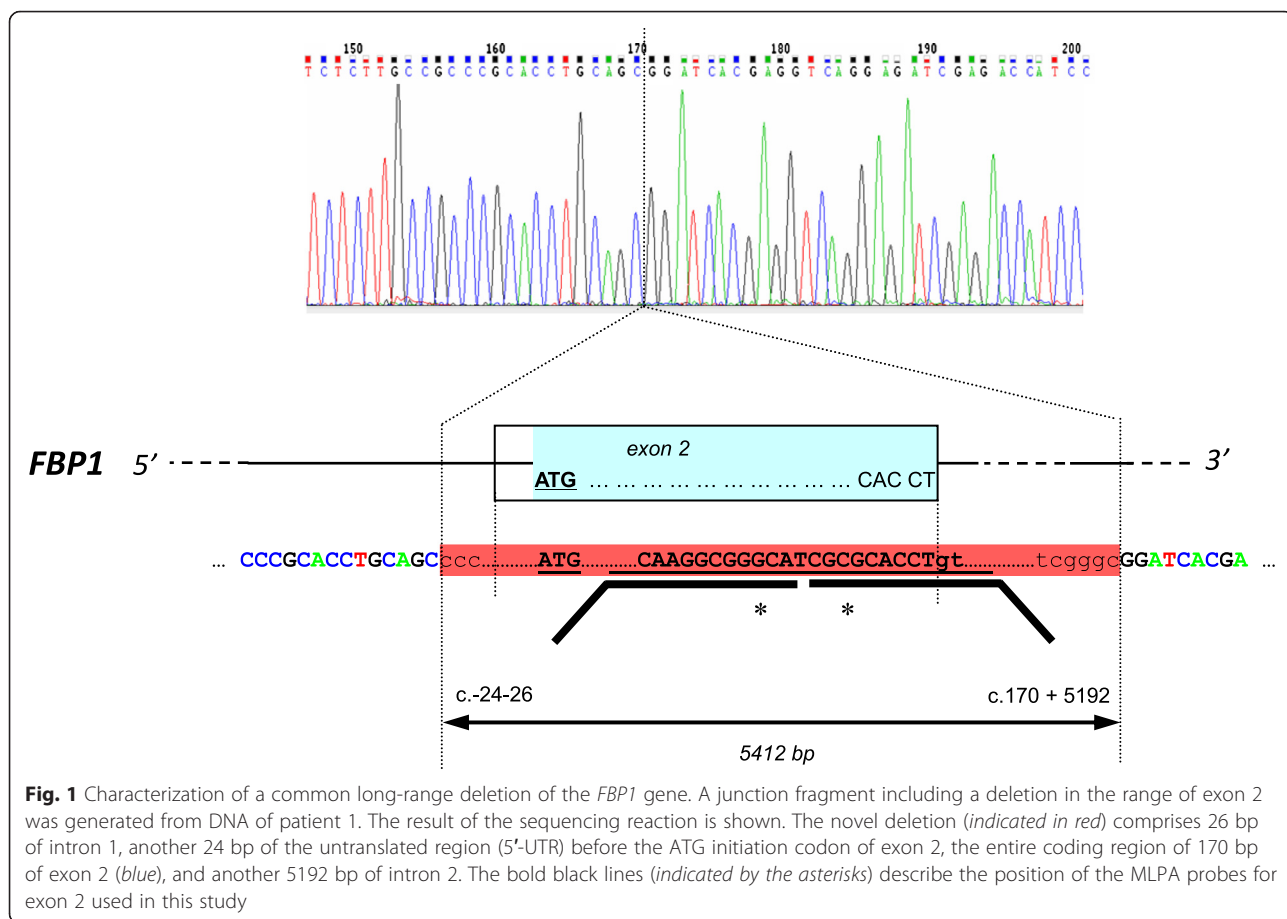 150 160 170 180 190 200
T C T C T T G C C G C C C G C A C C T G C A G C G G A T C A C G A G G T C A G G A G A T C G A G A C C A T C C
FBP1 5′ exon 2 3′
ATG ... ... ... ... ... ... ... ... ... ... CAC CT
... CCCGCACCTGCAGCccc...........ATG.........CAAGGCGGGCATCGCGCACCTgt.............tcgggcGGATCACGA ...
* *
c.-24-26 c.170 + 5192
5412 bp
Fig. 1 Characterization of a common long-range deletion of the FBP1 gene. A junction fragment including a deletion in the range of exon 2
was generated from DNA of patient 1. The result of the sequencing reaction is shown. The novel deletion (indicated in red) comprises 26 bp
of intron 1, another 24 bp of the untranslated region (5′-UTR) before the ATG initiation codon of exon 2, the entire coding region of 170 bp
of exon 2 (blue), and another 5192 bp of intron 2. The bold black lines (indicated by the asterisks) describe the position of the MLPA probes for
exon 2 used in this study